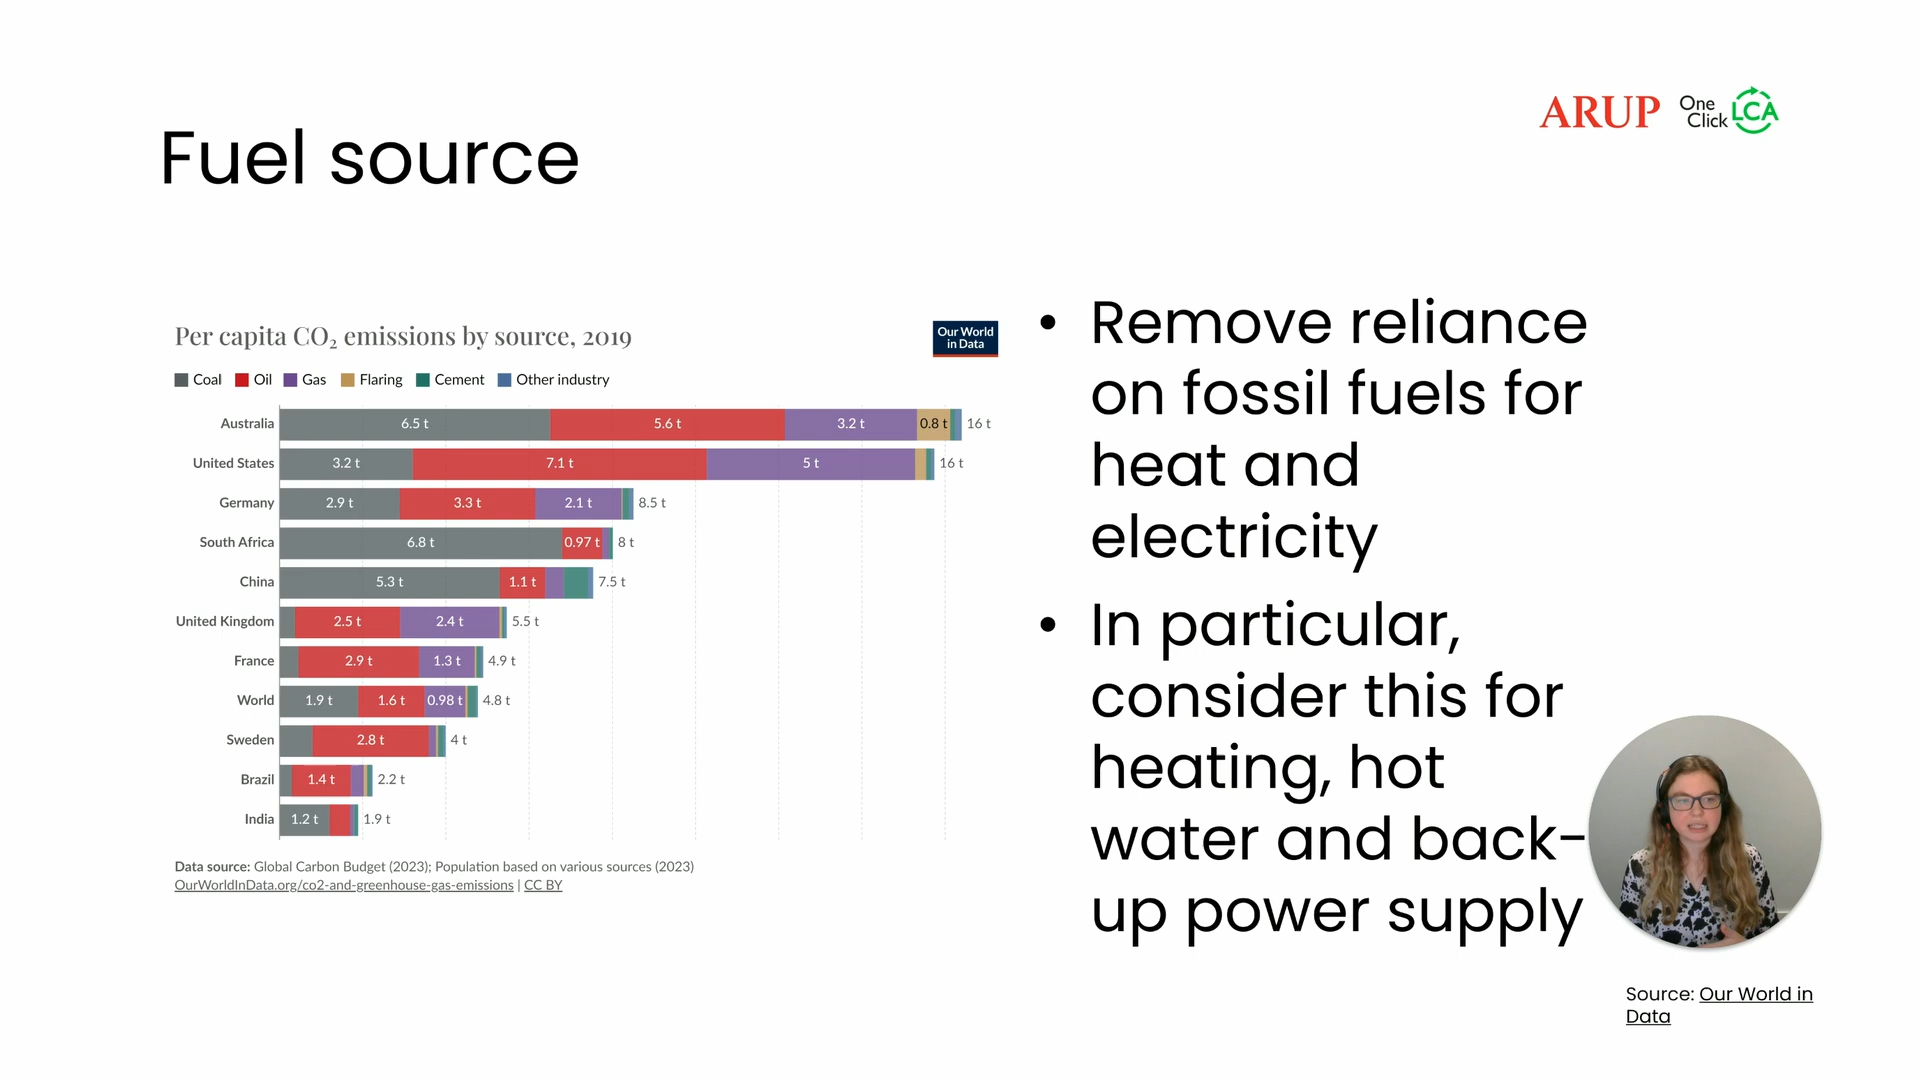 Fuel source
ARUP
One
Click
LCA
Per capita CO₂ emissions by source, 2019
Our World
in Data
Coal Oil Gas Flaring Cement Other industry
Australia 6.5 t 5.6 t 3.2 t 0.8 t 16 t
United States 3.2 t 7.1 t 5 t 16 t
Germany 2.9 t 3.3 t 2.1 t 8.5 t
South Africa 6.8 t 0.97 t 8 t
China 5.3 t 1.1 t 7.5 t
United Kingdom 2.5 t 2.4 t 5.5 t
France 2.9 t 1.3 t 4.9 t
World 1.9 t 1.6 t 0.98 t 4.8 t
Sweden 2.8 t 4 t
Brazil 1.4 t 2.2 t
India 1.2 t 1.9 t
Data source: Global Carbon Budget (2023); Population based on various sources (2023)
OurWorldInData.org/co2-and-greenhouse-gas-emissions | CC BY
• Remove reliance
on fossil fuels for
heat and
electricity
• In particular,
consider this for
heating, hot
water and back-
up power supply
Source: Our World in
Data